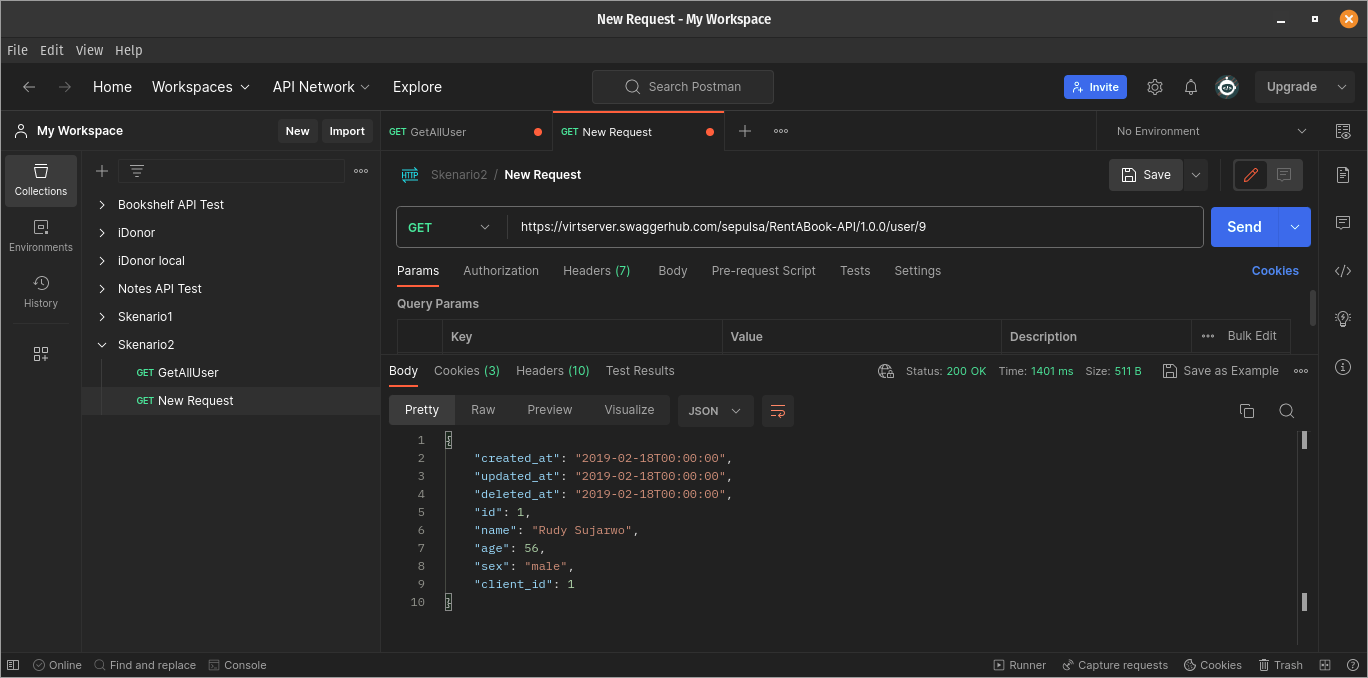 New Request - My Workspace
File Edit View Help
Home Workspaces API Network Explore Search Postman Invite Upgrade
My Workspace New Import
GET GetAllUser GET New Request No Environment
Collections
Environments
History
Bookshelf API Test
iDonor
iDonor local
Notes API Test
Skenario1
Skenario2
GET GetAllUser
GET New Request
HTTP Skenario2 / New Request Save
GET https://virtserver.swaggerhub.com/sepulsa/RentABook-API/1.0.0/user/9 Send
Params Authorization Headers (7) Body Pre-request Script Tests Settings Cookies
Query Params
Key Value Description Bulk Edit
Body Cookies (3) Headers (10) Test Results Status: 200 OK Time: 1401 ms Size: 511 B Save as Example
Pretty Raw Preview Visualize JSON
1 {
2 "created_at": "2019-02-18T00:00:00",
3 "updated_at": "2019-02-18T00:00:00",
4 "deleted_at": "2019-02-18T00:00:00",
5 "id": 1,
6 "name": "Rudy Sujarwo",
7 "age": 56,
8 "sex": "male",
9 "client_id": 1
10 }
Online Find and replace Console Runner Capture requests Cookies Trash